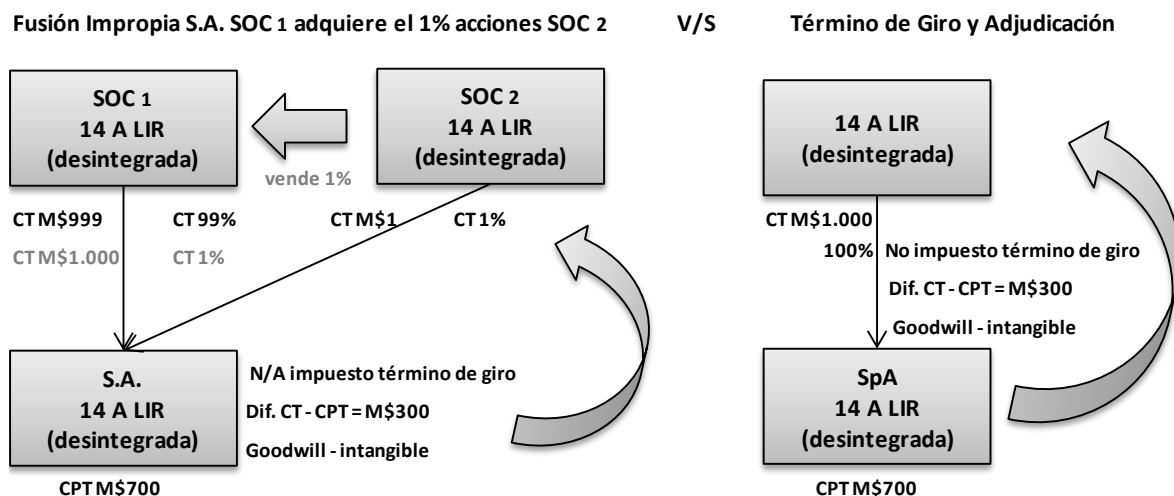 Fusión Impropia S.A. SOC 1 adquiere el 1% acciones SOC 2
V/S
Término de Giro y Adjudicación
SOC 1
14 A LIR
(desintegrada)
vende 1%
SOC 2
14 A LIR
(desintegrada)
CT M$999
CT 99%
CT M$1
CT 1%
CT M$1.000
CT 1%
S.A.
14 A LIR
(desintegrada)
N/A impuesto término de giro
Dif. CT - CPT = M$300
Goodwill - intangible
CPT M$700
14 A LIR
(desintegrada)
CT M$1.000
100%
No impuesto término de giro
Dif. CT - CPT = M$300
Goodwill - intangible
SpA
14 A LIR
(desintegrada)
CPT M$700